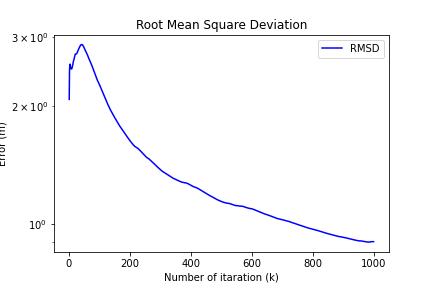 Root Mean Square Deviation
3 × 10⁰
RMSD
2 × 10⁰
Error (m)
10⁰
0
200
400
600
800
1000
Number of itaration (k)